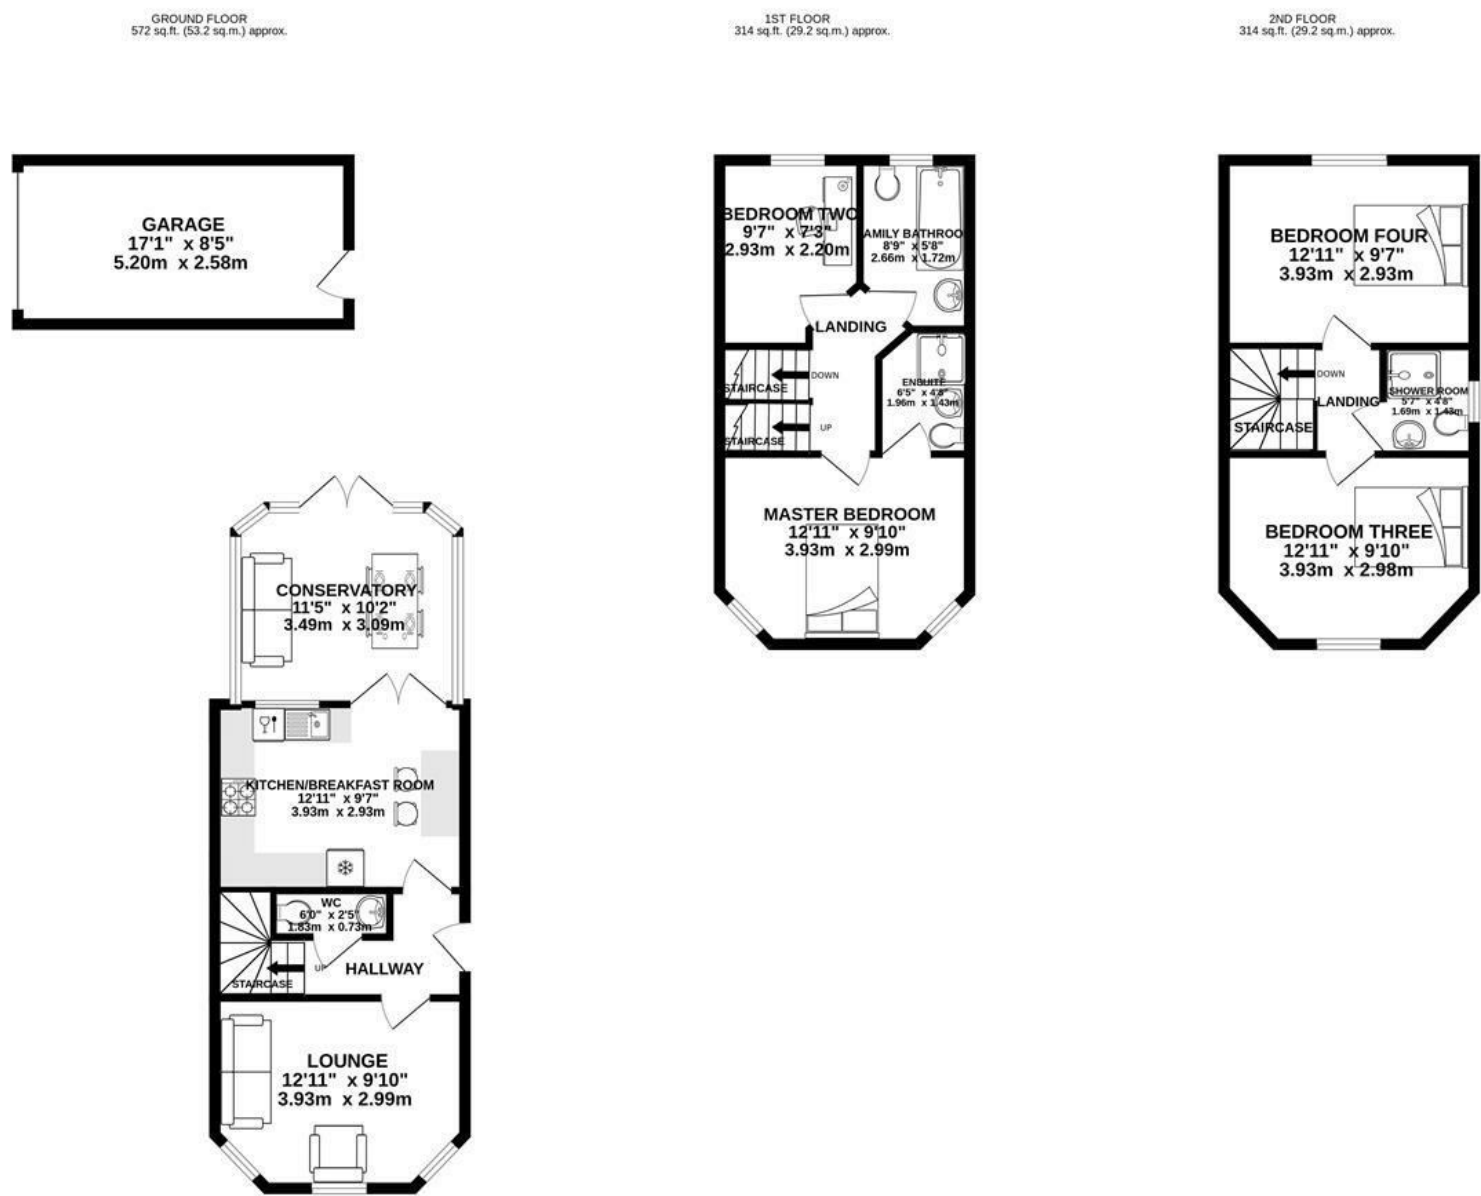 GROUND FLOOR
572 sq.ft. (53.2 sq.m.) approx.
1ST FLOOR
314 sq.ft. (29.2 sq.m.) approx.
2ND FLOOR
314 sq.ft. (29.2 sq.m.) approx.
GARAGE
17'1" x 8'5"
5.20m x 2.58m
CONSERVATORY
11'5" x 10'2"
3.49m x 3.09m
KITCHEN/BREAKFAST ROOM
12'11" x 9'7"
3.93m x 2.93m
WC
6'0" x 2'5"
1.83m x 0.73m
UP
HALLWAY
STAIRCASE
LOUNGE
12'11" x 9'10"
3.93m x 2.99m
BEDROOM TWO
9'7" x 7'3"
2.93m x 2.20m
AMILY BATHROO
8'9" x 5'8"
2.66m x 1.72m
LANDING
DOWN
STAIRCASE
UP
STAIRCASE
ENSUITE
6'5" x 4'8"
1.96m x 1.43m
MASTER BEDROOM
12'11" x 9'10"
3.93m x 2.99m
BEDROOM FOUR
12'11" x 9'7"
3.93m x 2.93m
DOWN
LANDING
STAIRCASE
SHOWER ROOM
5'7" x 4'8"
1.69m x 1.43m
BEDROOM THREE
12'11" x 9'10"
3.93m x 2.98m